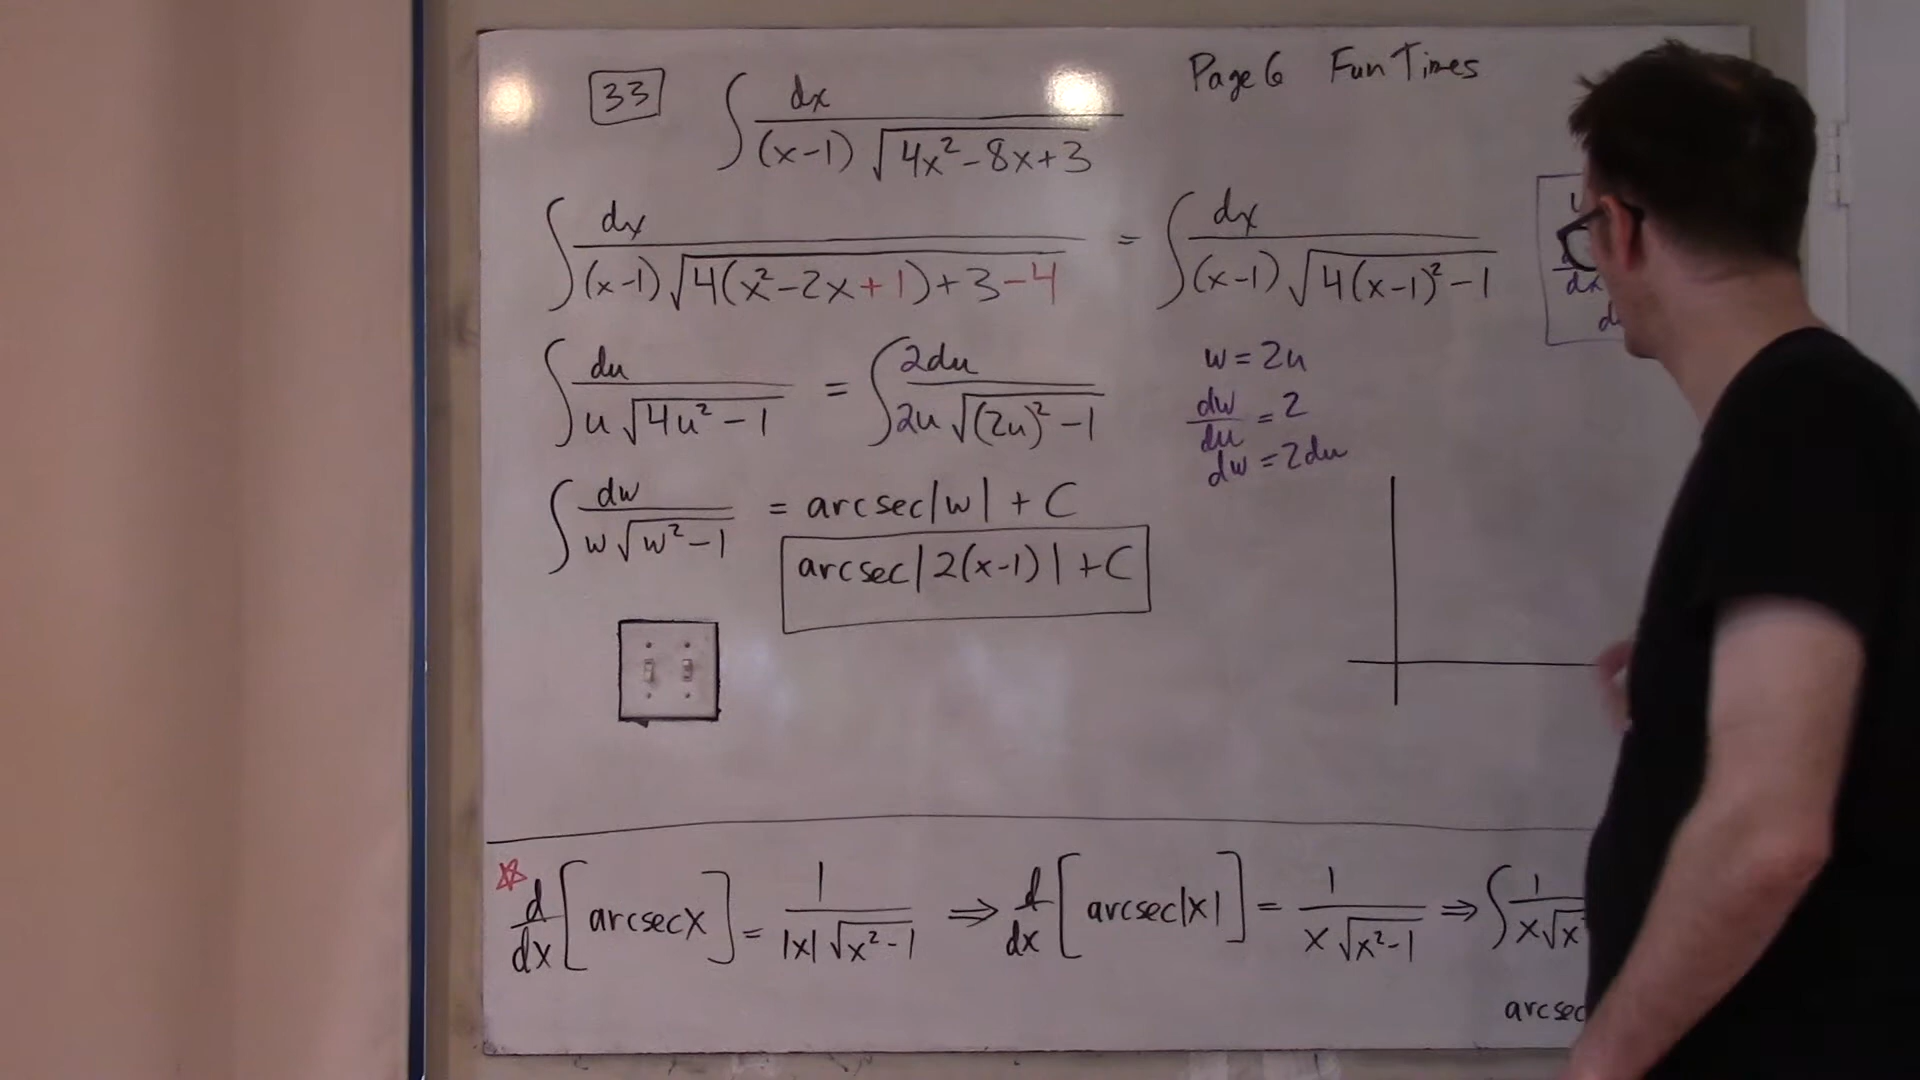 33 ∫ dx / (x-1) √(4x²-8x+3)
Page 6 Fun Times
∫ dx / (x-1) √(4(x²-2x+1)+3-4) = ∫ dx / (x-1) √(4(x-1)²-1)
∫ du / u √(4u²-1) = ∫ 2du / 2u √((2u)²-1)
w = 2u
dw/du = 2
dw = 2du
∫ dw / w √(w²-1) = arcsec|w| + C
arcsec|2(x-1)| + C
d/dx [arcsecx] = 1 / |x| √(x²-1) ⇒ d/dx [arcsec|x|] = 1 / x √(x²-1) ⇒ ∫ 1 / x √x
arcsec